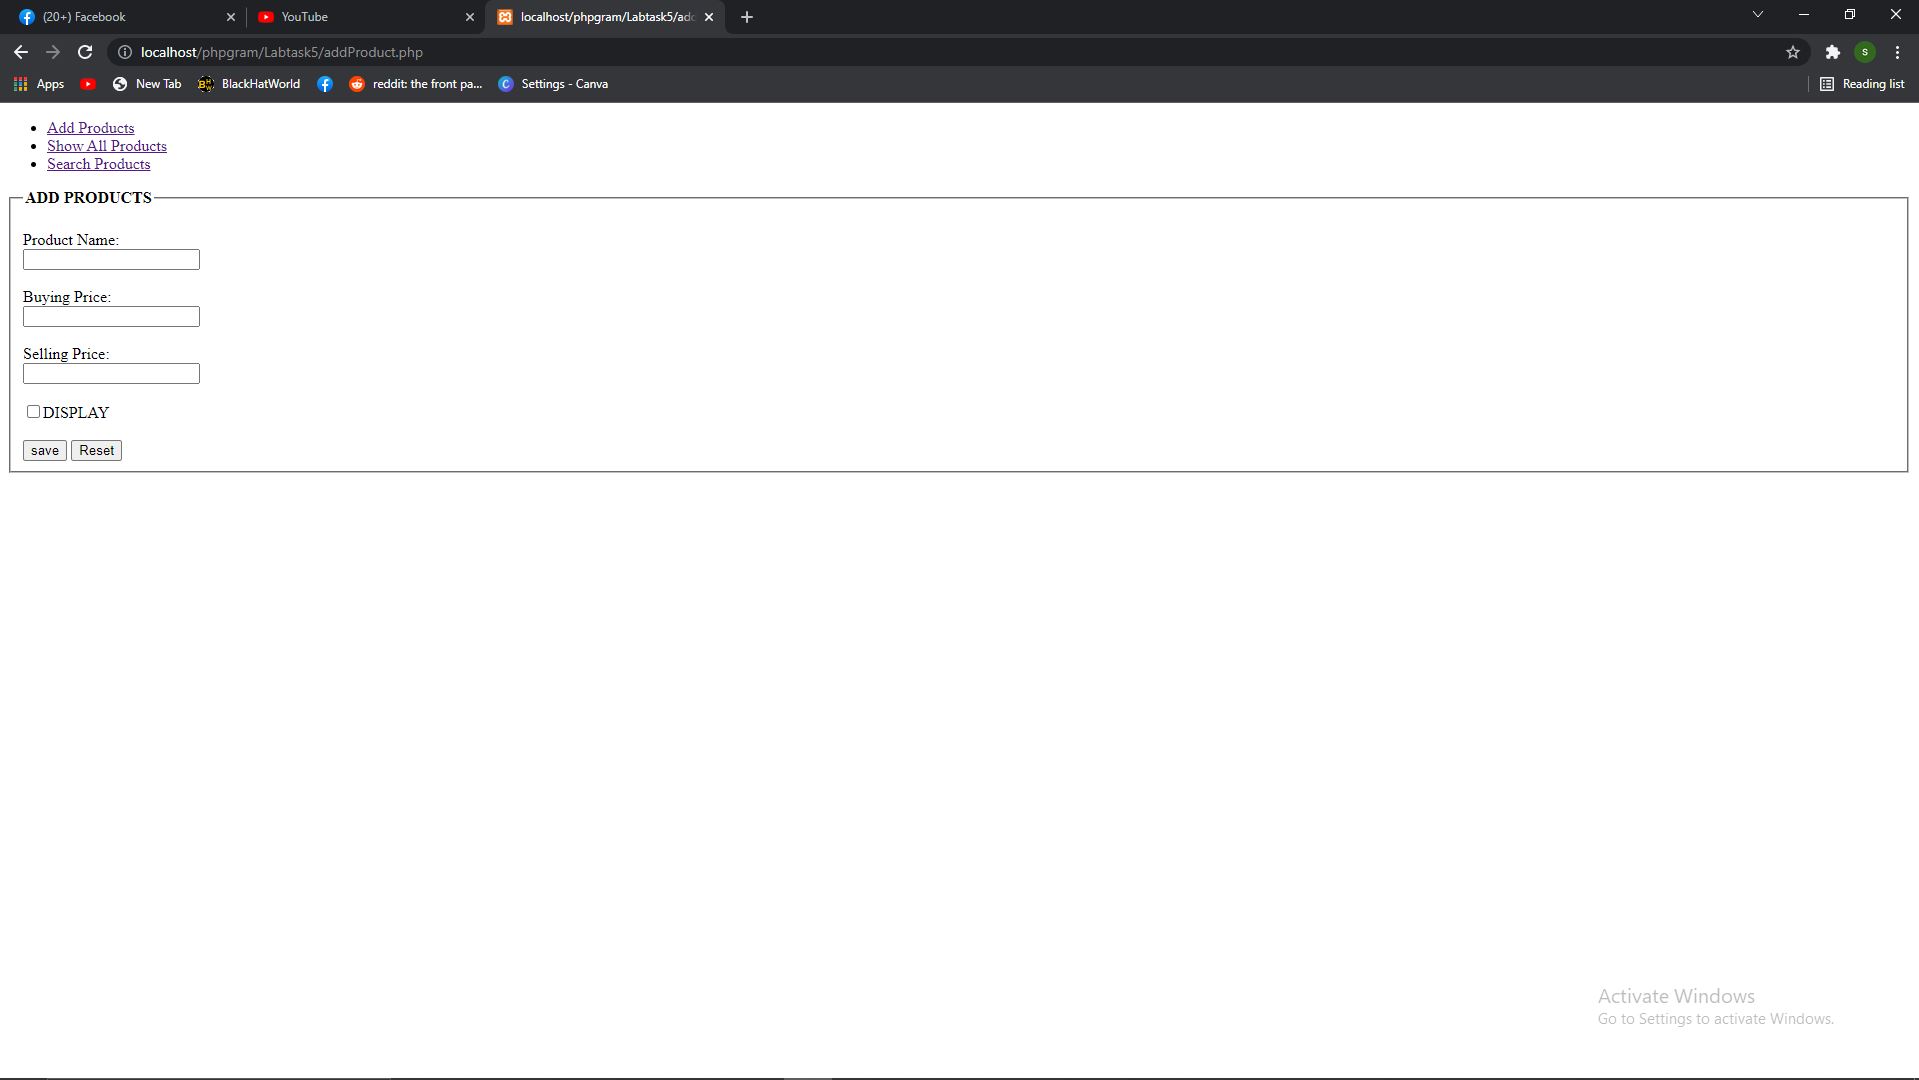 (20+) Facebook
YouTube
localhost/phpgram/Labtask5/add
localhost/phpgram/Labtask5/addProduct.php
S
Apps
New Tab
BlackHatWorld
reddit: the front pa...
C
Settings - Canva
Reading list
Add Products
Show All Products
Search Products
ADD PRODUCTS
Product Name:
Buying Price:
Selling Price:
DISPLAY
save Reset
Activate Windows
Go to Settings to activate Windows.